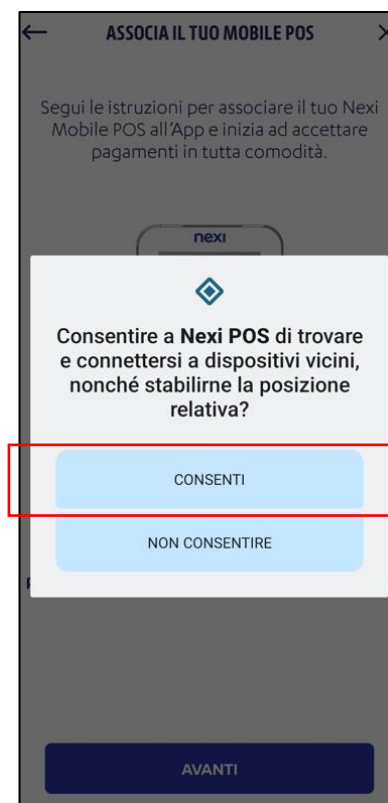 ASSOCIA IL TUO MOBILE POS
Segui le istruzioni per associare il tuo Nexi
Mobile POS all'App e inizia ad accettare
pagamenti in tutta comodità.
nexi
Consentire a Nexi POS di trovare
e connettersi a dispositivi vicini,
nonché stabilirne la posizione
relativa?
CONSENTI
NON CONSENTIRE
AVANTI